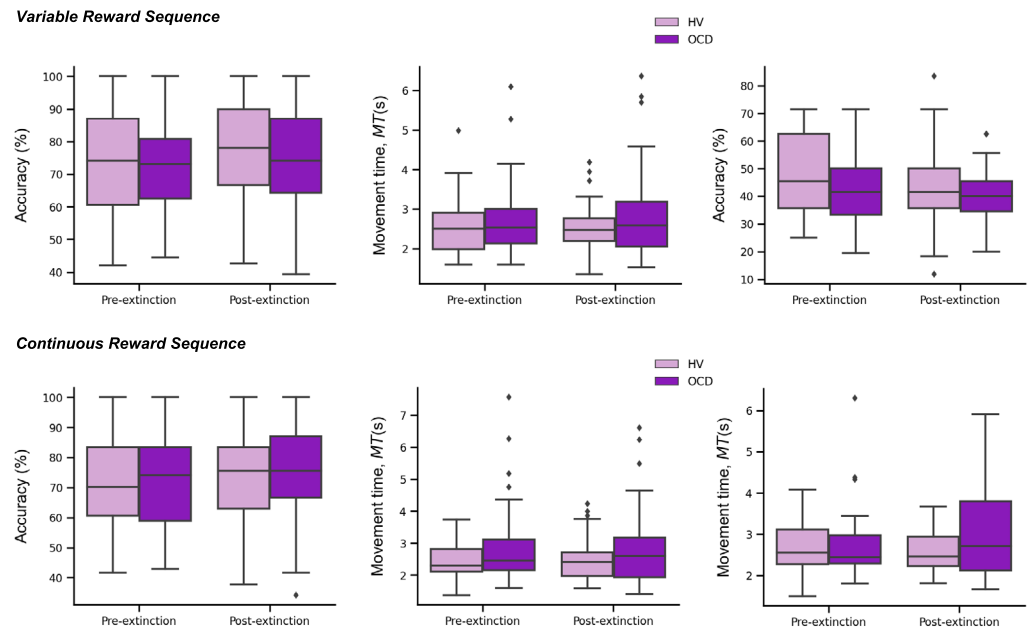 Variable Reward Sequence
HV
OCD
Accuracy (%)
100
90
80
70
60
50
40
Pre-extinction
Post-extinction
Movement time, MT(s)
6
5
4
3
2
Pre-extinction
Post-extinction
Accuracy (%)
80
70
60
50
40
30
20
10
Pre-extinction
Post-extinction
Continuous Reward Sequence
HV
OCD
Accuracy (%)
100
90
80
70
60
50
40
Pre-extinction
Post-extinction
Movement time, MT(s)
7
6
5
4
3
2
Pre-extinction
Post-extinction
Movement time, MT(s)
6
5
4
3
2
Pre-extinction
Post-extinction